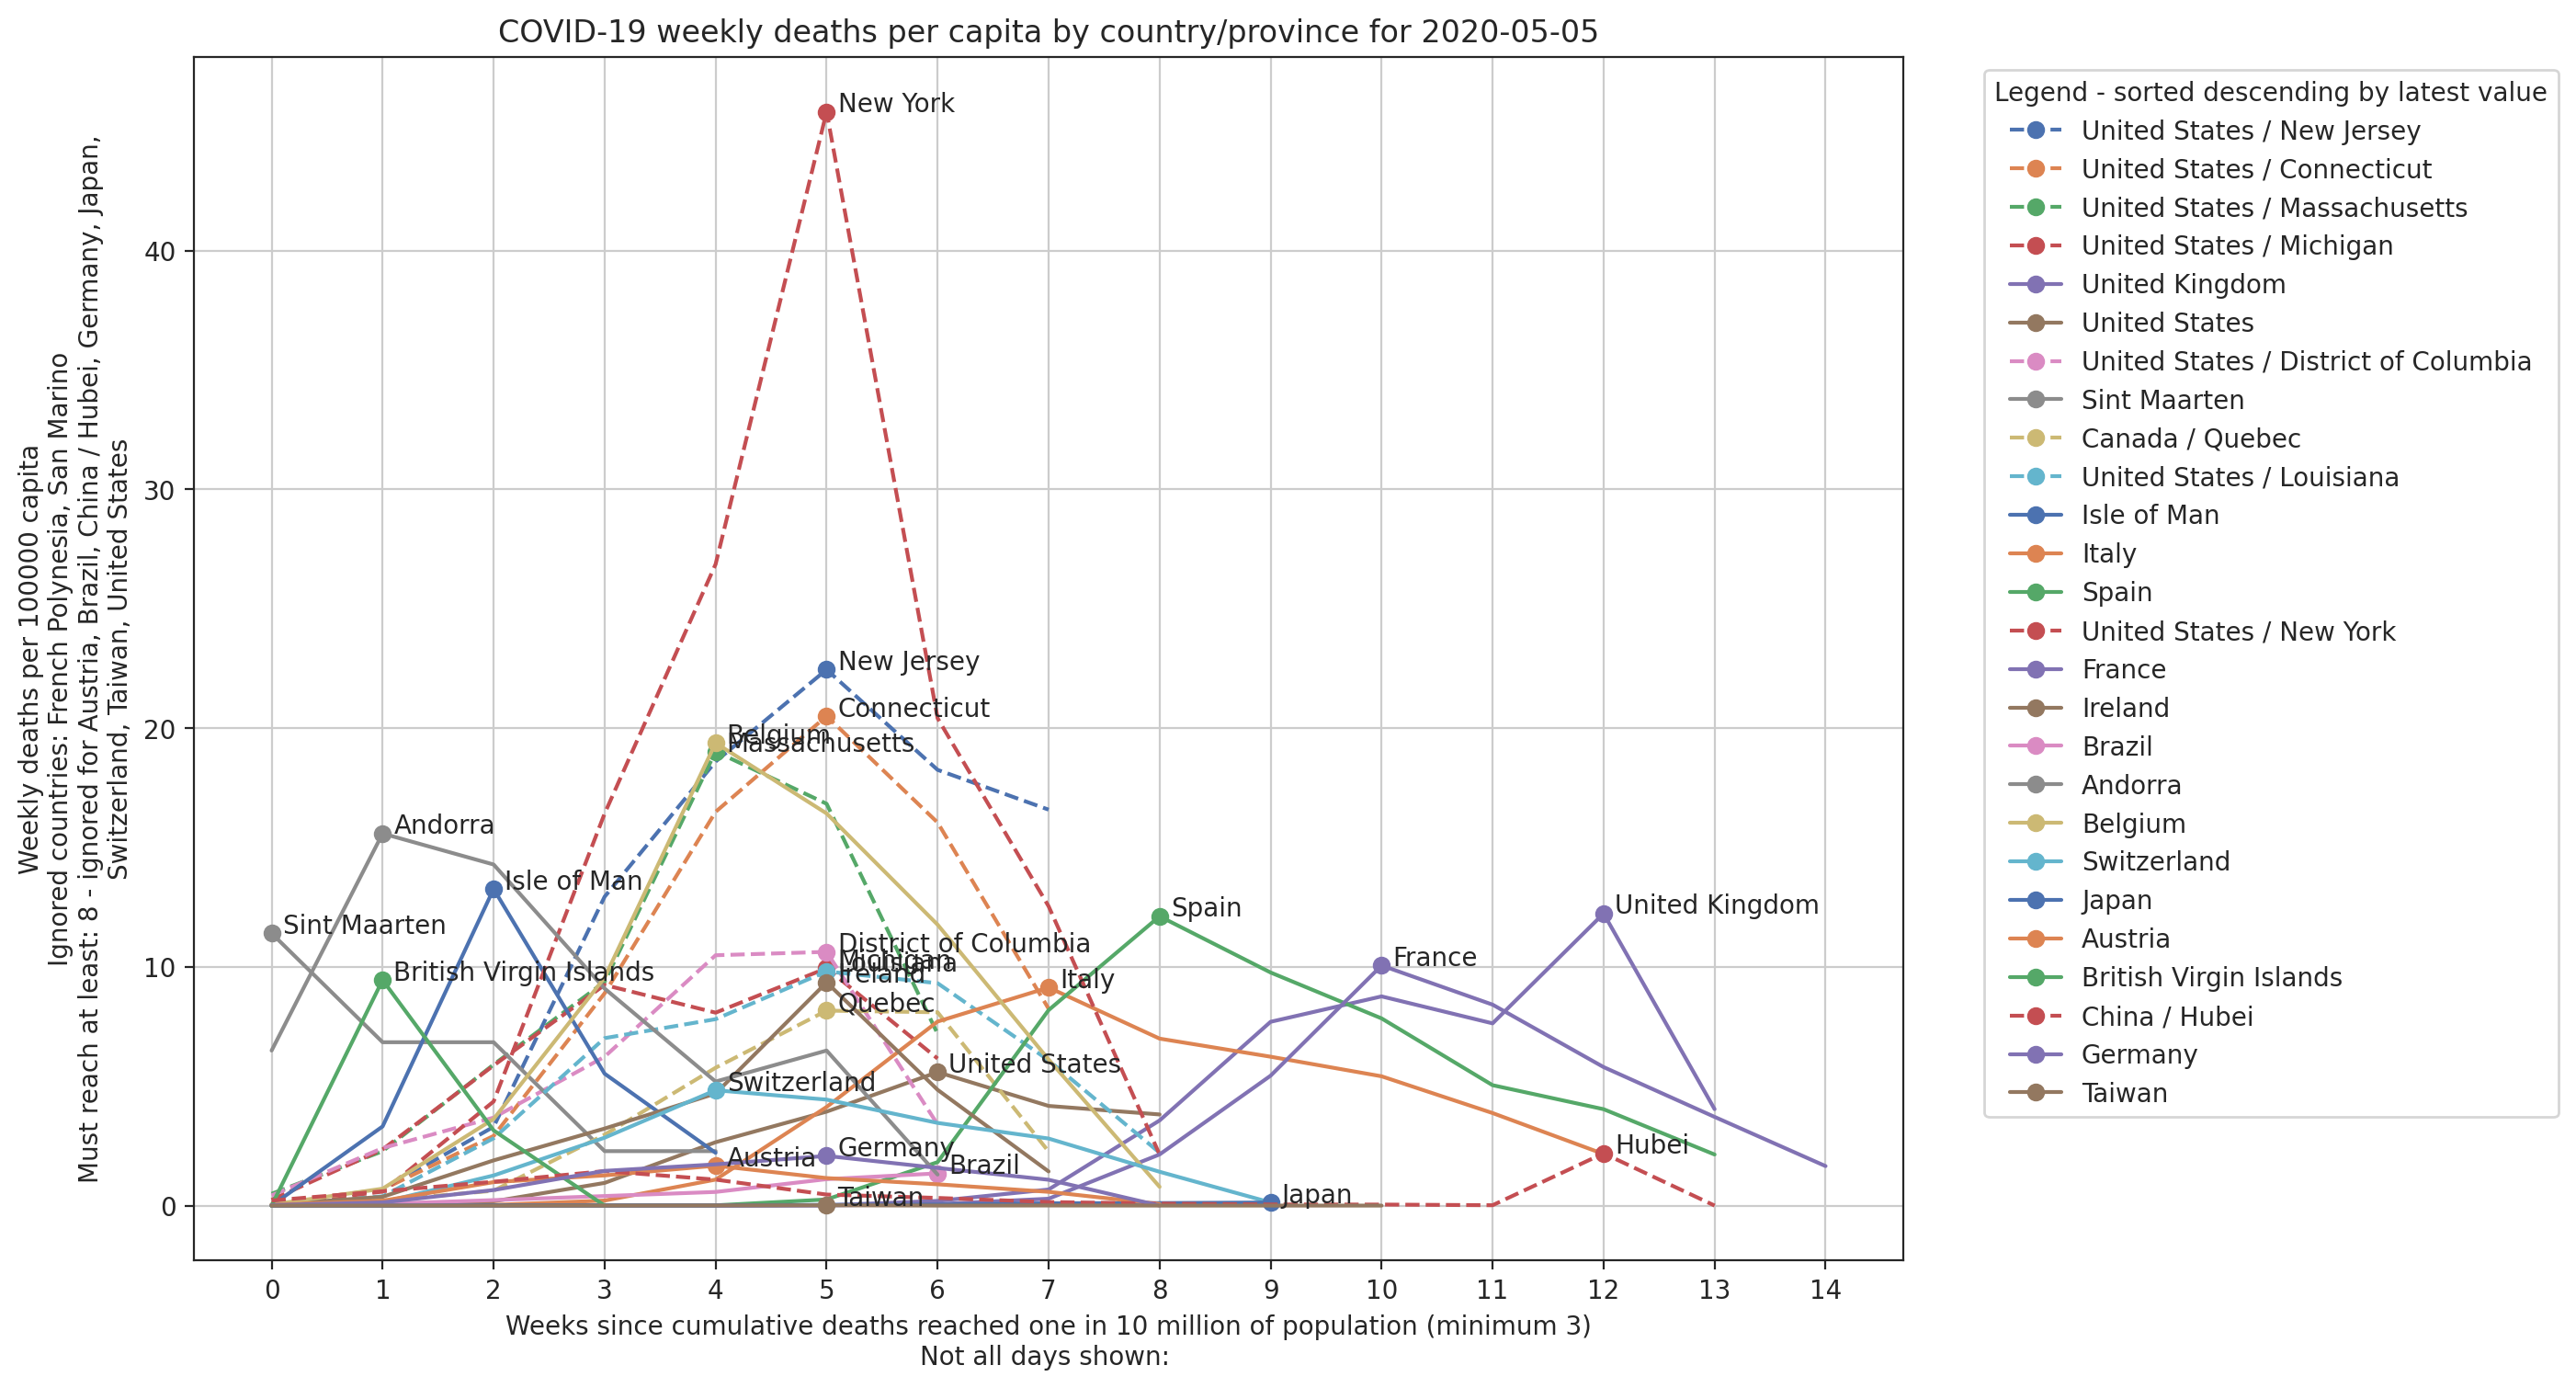 COVID-19 weekly deaths per capita by country/province for 2020-05-05
Weekly deaths per 100000 capita
Ignored countries: French Polynesia, San Marino
Must reach at least: 8 - ignored for Austria, Brazil, China / Hubei, Germany, Japan,
Switzerland, Taiwan, United States
40
30
20
10
0
New York
New Jersey
Connecticut
Belgium
Massachusetts
Andorra
Isle of Man
Sint Maarten
British Virgin Islands
District of Columbia
Michigan
Louisiana
Ireland
Quebec
Italy
Spain
France
United Kingdom
United States
Switzerland
Germany
Austria
Brazil
Taiwan
Japan
Hubei
0 1 2 3 4 5 6 7 8 9 10 11 12 13 14
Weeks since cumulative deaths reached one in 10 million of population (minimum 3)
Not all days shown:
Legend - sorted descending by latest value
United States / New Jersey
United States / Connecticut
United States / Massachusetts
United States / Michigan
United Kingdom
United States
United States / District of Columbia
Sint Maarten
Canada / Quebec
United States / Louisiana
Isle of Man
Italy
Spain
United States / New York
France
Ireland
Brazil
Andorra
Belgium
Switzerland
Japan
Austria
British Virgin Islands
China / Hubei
Germany
Taiwan